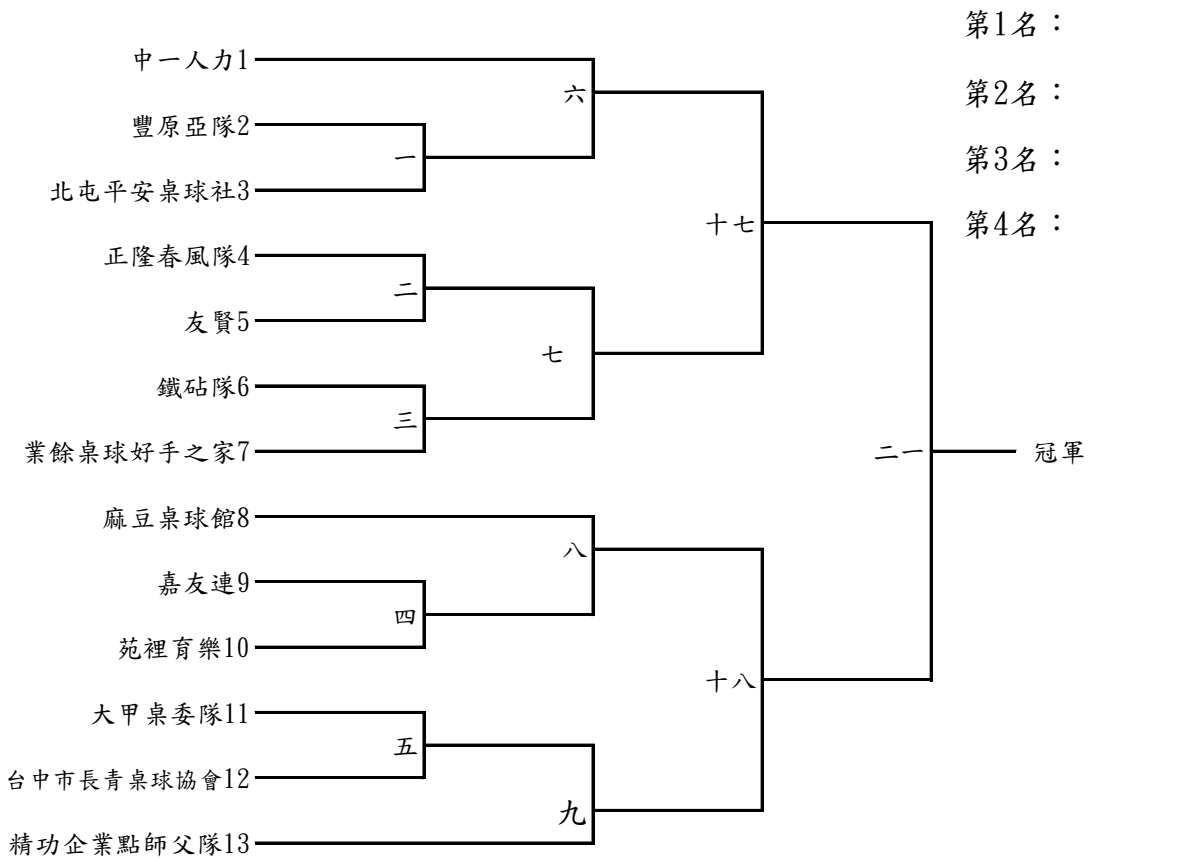 第1名：
中一人力1
六
第2名：
豐原亞隊2
一
第3名：
北屯平安桌球社3
十七
第4名：
正隆春風隊4
二
友賢5
七
鐵砧隊6
三
業餘桌球好手之家7
二一
冠軍
麻豆桌球館8
八
嘉友連9
四
苑裡育樂10
十八
大甲桌委隊11
五
台中市長青桌球協會12
九
精功企業點師父隊13